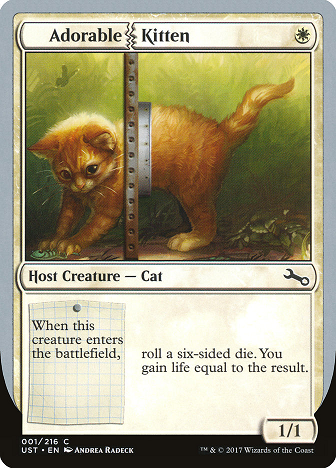 Adorable Kitten
Host Creature — Cat
When this
creature enters
the battlefield,
roll a six-sided die. You
gain life equal to the result.
1/1
001/216 C
UST • EN Andrea Radeck
™ & © 2017 Wizards of the Coast